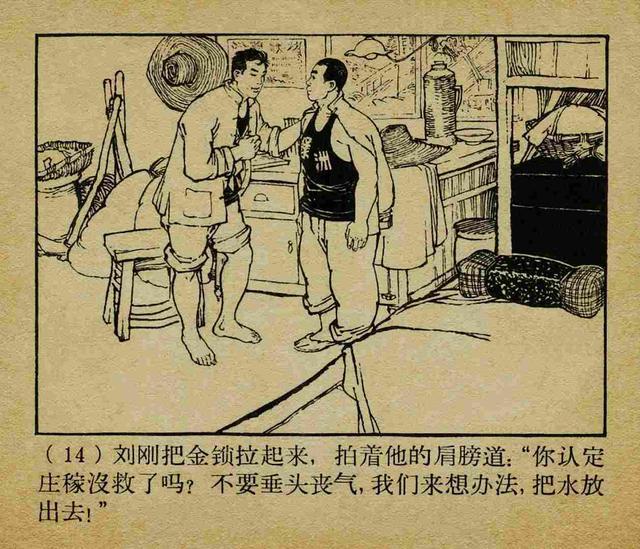 (14)刘刚把金锁拉起来，拍着他的肩膀道：“你认定
庄稼沒救了吗？不要垂头丧气，我们来想办法，把水放
出去！”